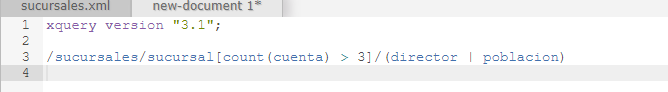 sucursales.xml new-document 1*
1 xquery version "3.1";
2
3 /sucursales/sucursal[count(cuenta) > 3]/(director | poblacion)
4